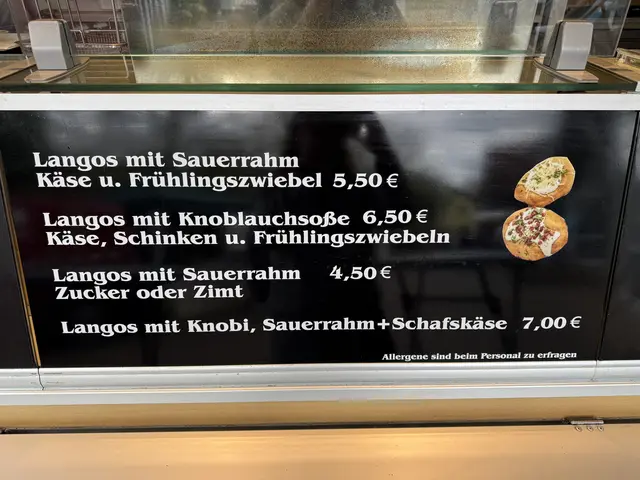 Langos mit Sauerrahm
Käse u. Frühlingszwiebel 5,50 €
Langos mit Knoblauchsoße 6,50 €
Käse, Schinken u. Frühlingszwiebeln
Langos mit Sauerrahm 4,50 €
Zucker oder Zimt
Langos mit Knobi, Sauerrahm+Schafskäse 7,00 €
Allergene sind beim Personal zu erfragen